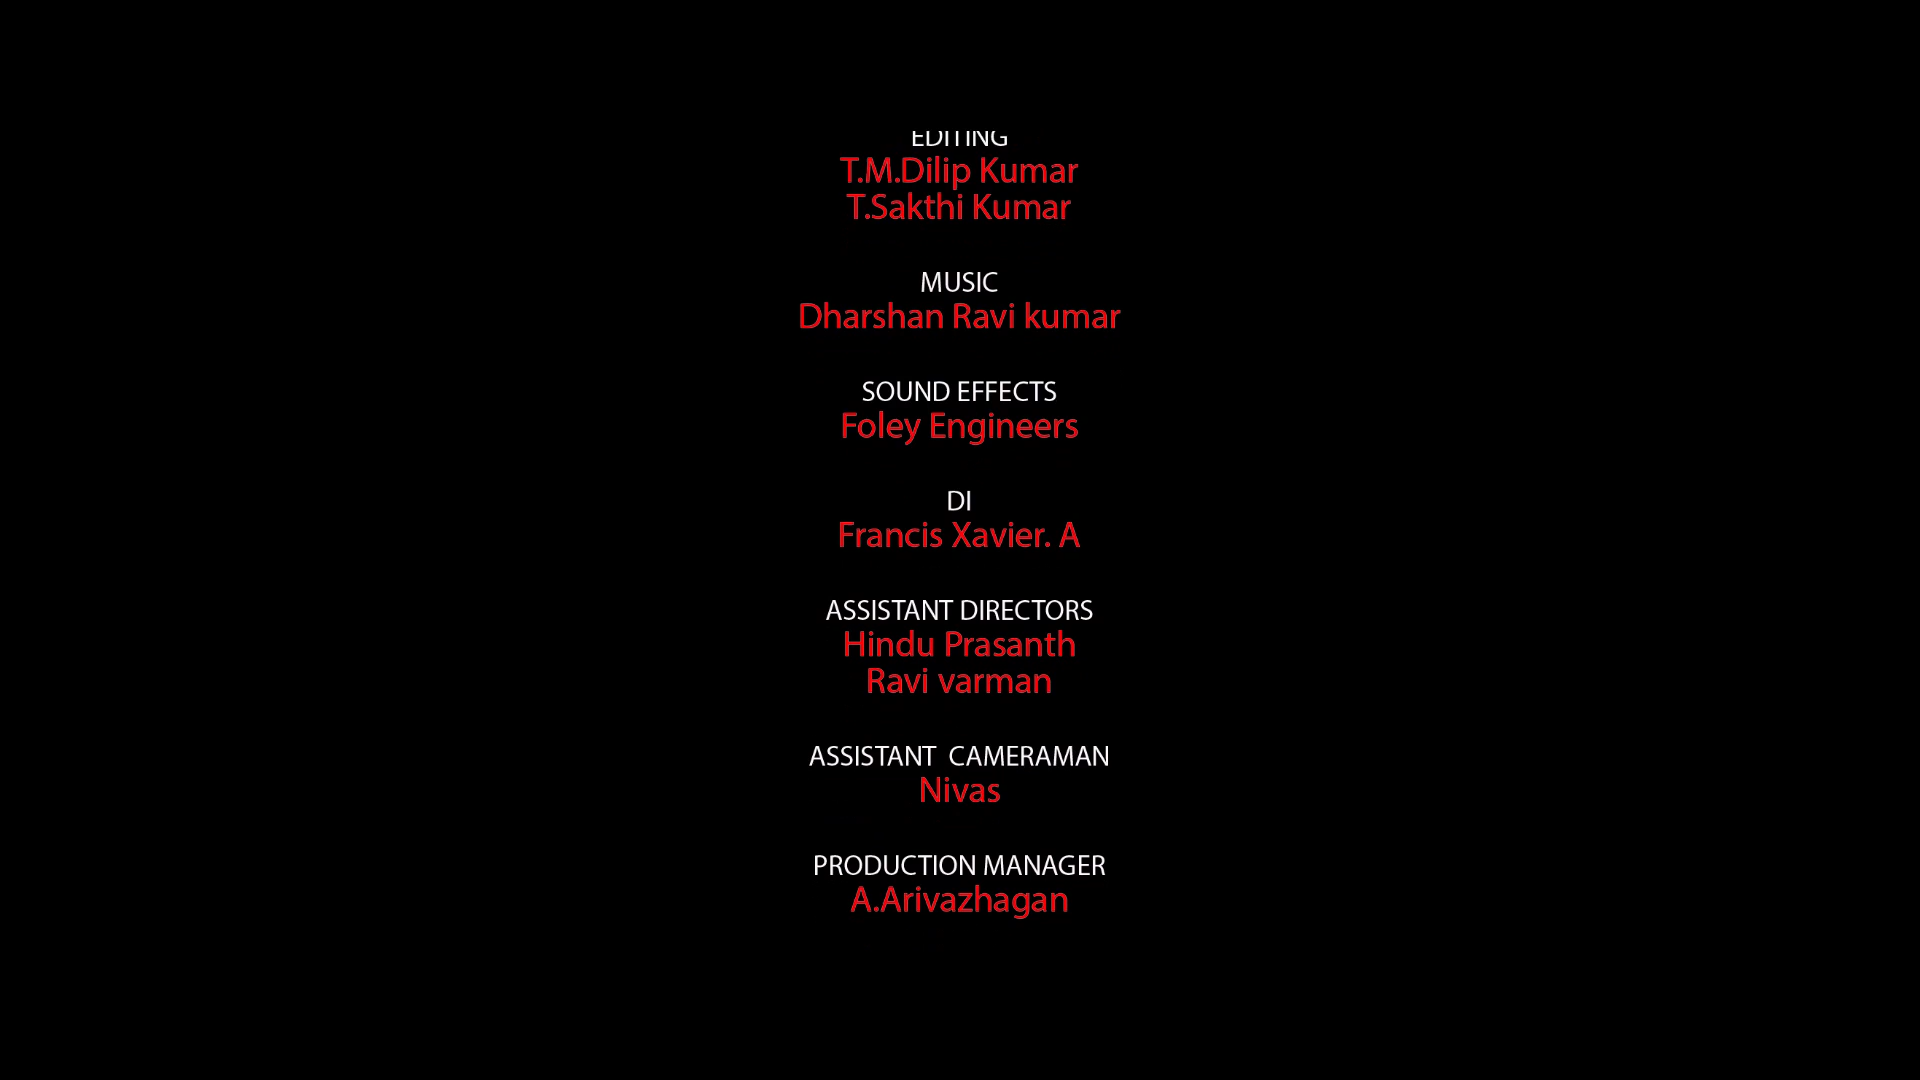 EDITING
T.M.Dilip Kumar
T.Sakthi Kumar
MUSIC
Dharshan Ravi kumar
SOUND EFFECTS
Foley Engineers
DI
Francis Xavier. A
ASSISTANT DIRECTORS
Hindu Prasanth
Ravi varman
ASSISTANT  CAMERAMAN
Nivas
PRODUCTION MANAGER
A.Arivazhagan